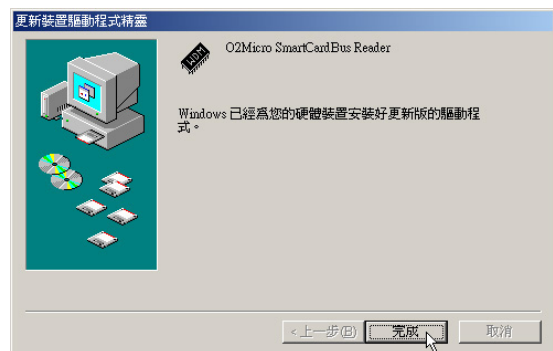 更新裝置驅動程式精靈
WDM
O2Micro SmartCardBus Reader
Windows 已經為您的硬體裝置安裝好更新版的驅動程
式。
<上一步(B)
完成
取消